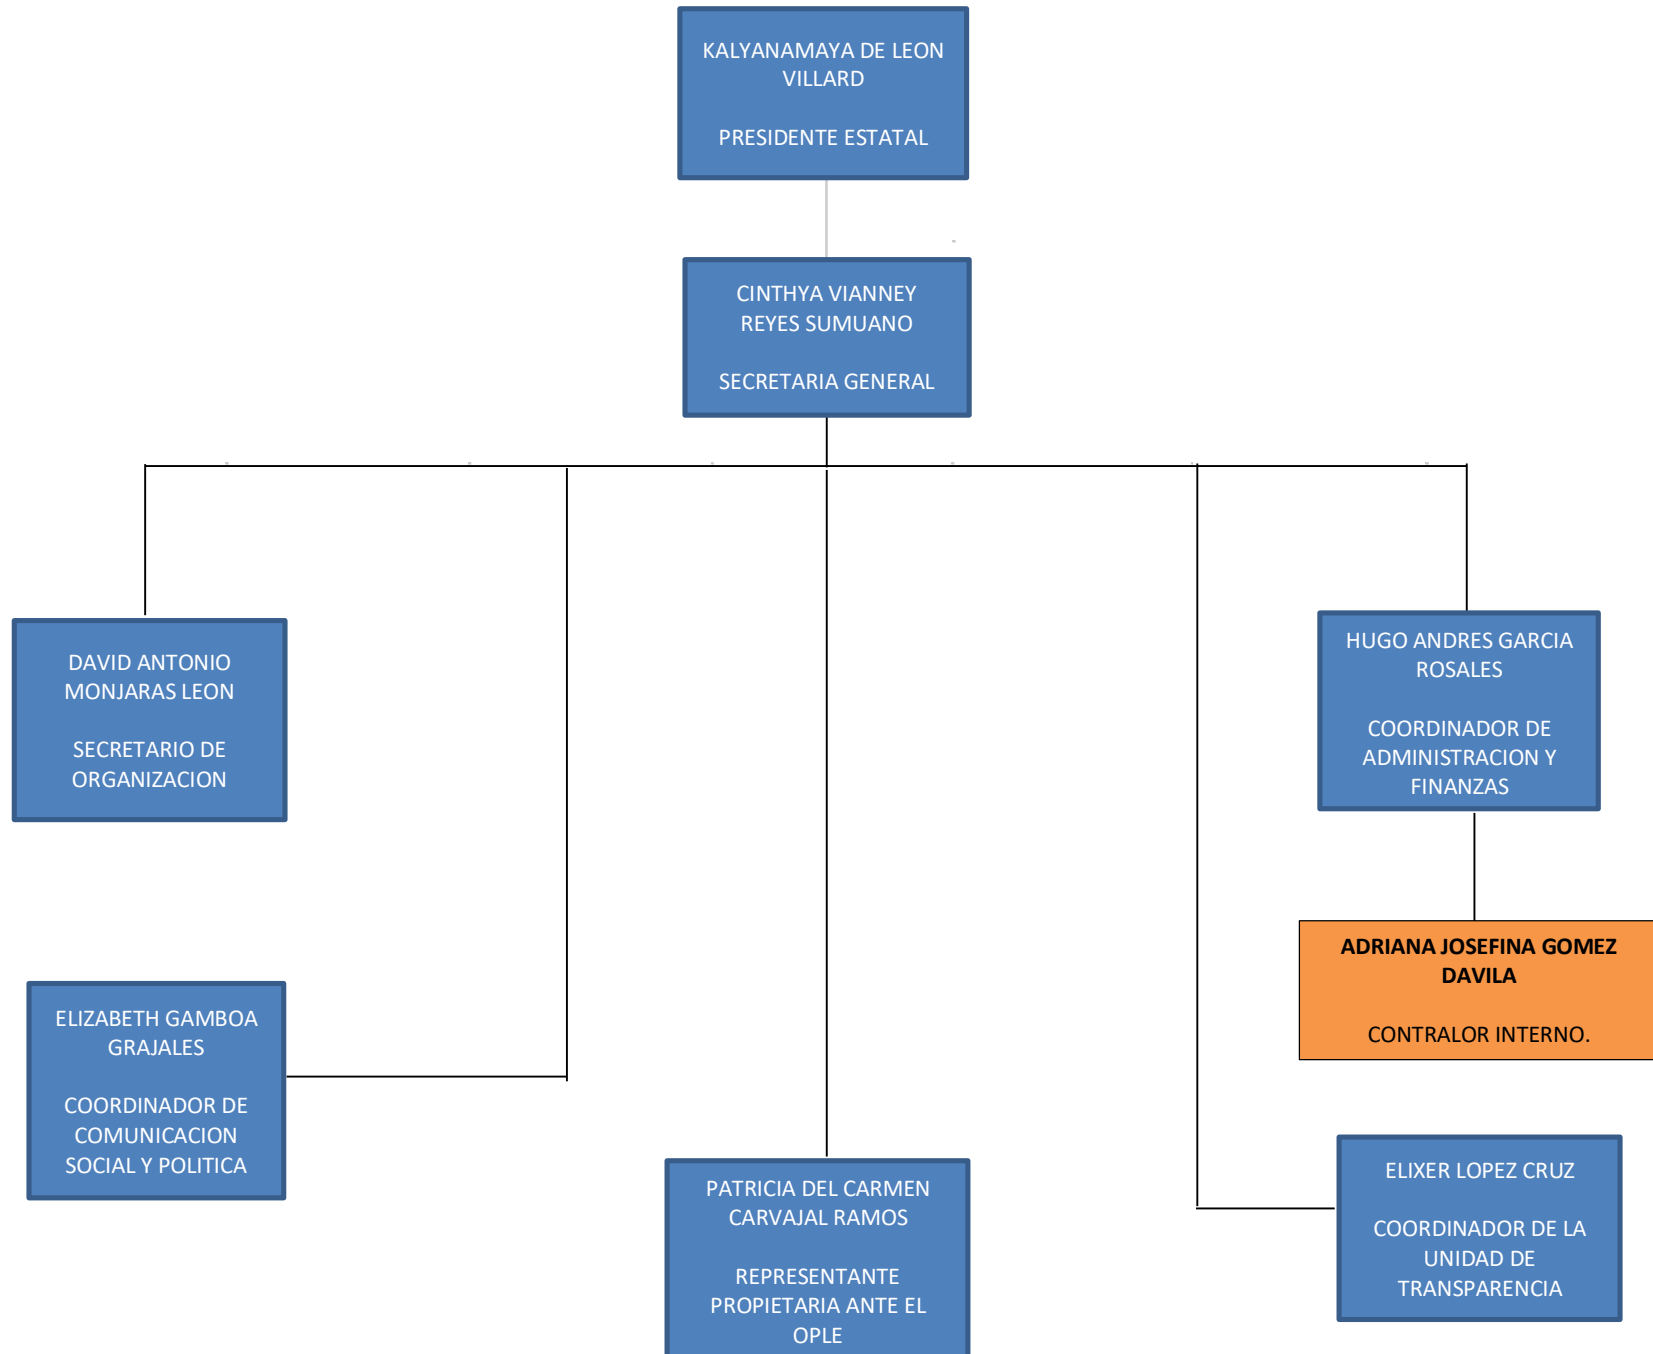 KALYANAMAYA DE LEON
VILLARD
PRESIDENTE ESTATAL
CINTHYA VIANNEY
REYES SUMUANO
SECRETARIA GENERAL
DAVID ANTONIO
MONJARAS LEON
SECRETARIO DE
ORGANIZACION
HUGO ANDRES GARCIA
ROSALES
COORDINADOR DE
ADMINISTRACION Y
FINANZAS
ADRIANA JOSEFINA GOMEZ
DAVILA
CONTRALOR INTERNO.
ELIZABETH GAMBOA
GRAJALES
COORDINADOR DE
COMUNICACION
SOCIAL Y POLITICA
PATRICIA DEL CARMEN
CARVAJAL RAMOS
REPRESENTANTE
PROPIETARIA ANTE EL
OPLE
ELIXER LOPEZ CRUZ
COORDINADOR DE LA
UNIDAD DE
TRANSPARENCIA